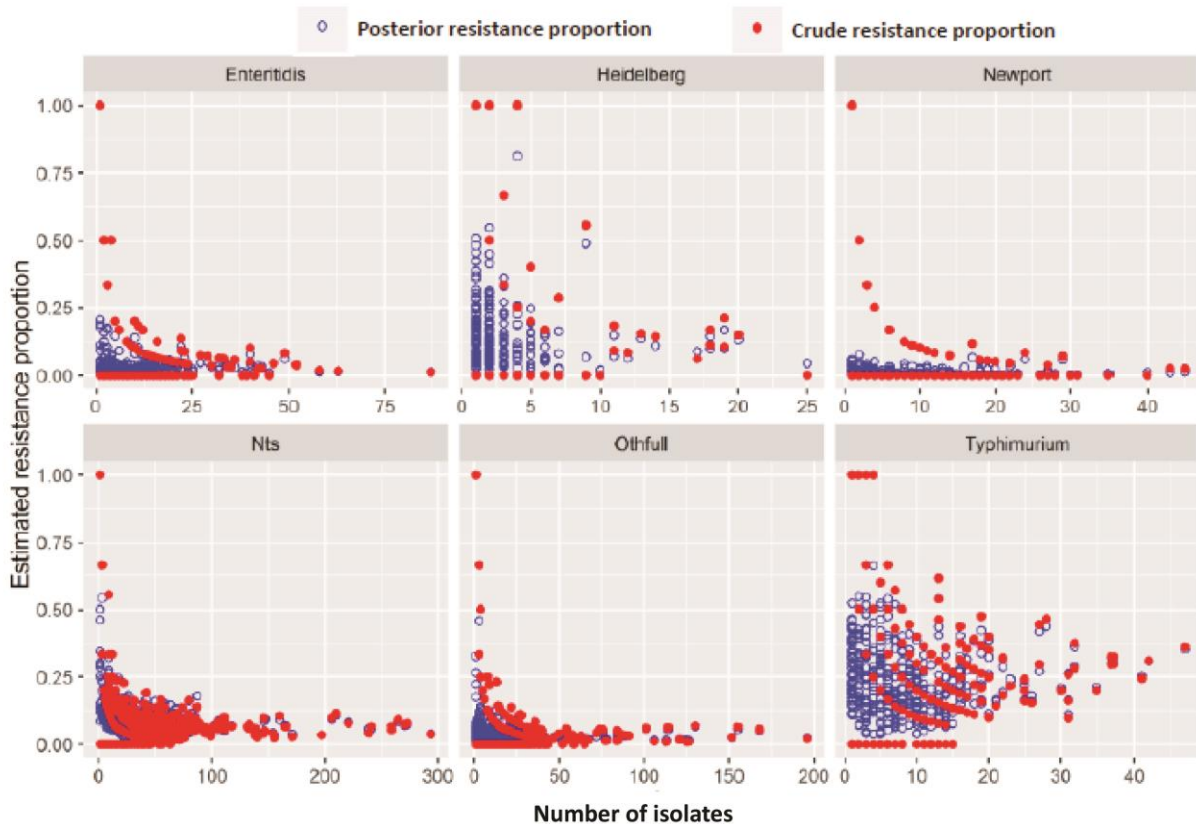 Posterior resistance proportion Crude resistance proportion
Enteritidis Heidelberg Newport
1.00
0.75
0.50
0.25
0.00
0 25 50 75 0 5 10 15 20 25 0 10 20 30 40
Nts Othfull Typhimurium
1.00
0.75
0.50
0.25
0.00
0 100 200 300 0 50 100 150 200 0 10 20 30 40
Estimated resistance proportion
Number of isolates